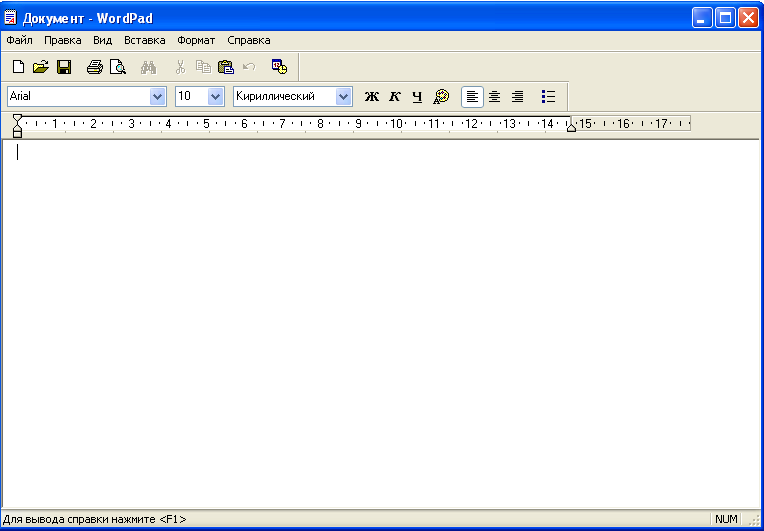 Документ - WordPad
Файл Правка Вид Вставка Формат Справка
Arial 10 Кириллический Ж К Ч
1 2 3 4 5 6 7 8 9 10 11 12 13 14 15 16 17
Для вывода справки нажмите <F1> NUM